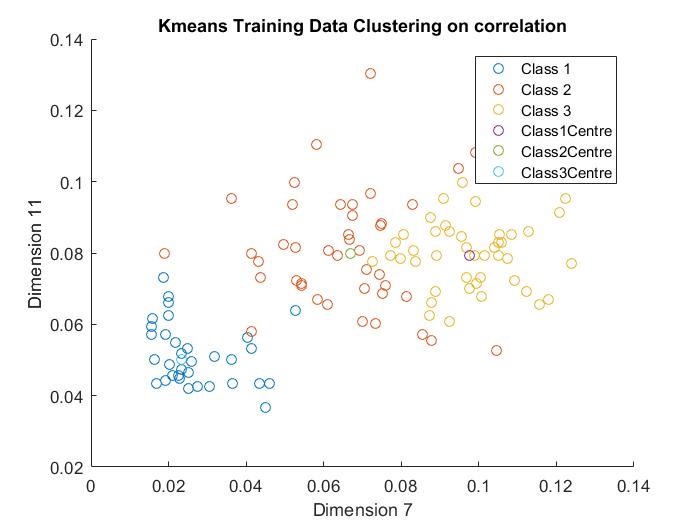 Kmeans Training Data Clustering on correlation
0.14
0.12
0.1
0.08
0.06
0.04
0.02
Dimension 11
Class 1
Class 2
Class 3
Class1Centre
Class2Centre
Class3Centre
0 0.02 0.04 0.06 0.08 0.1 0.12 0.14
Dimension 7